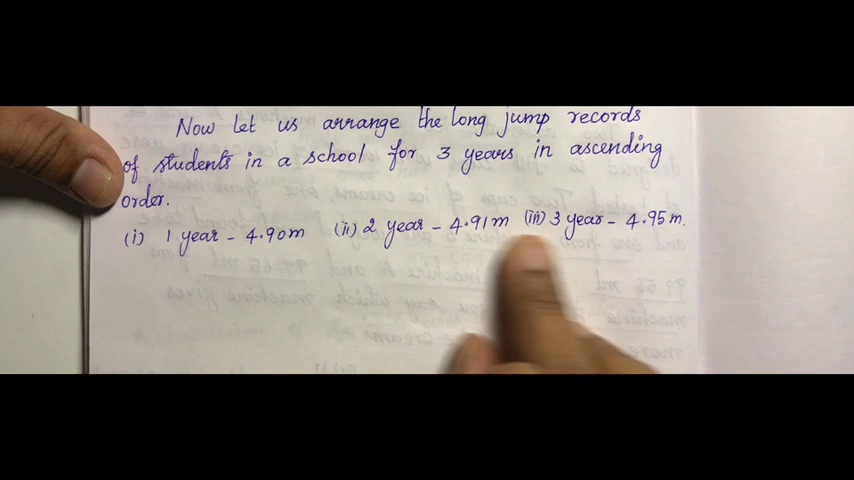 Now let us arrange the long jump records
of students in a school for 3 years in ascending
order.
(i) 1 year - 4.90m (ii) 2 year - 4.91m (iii) 3 year - 4.95m.